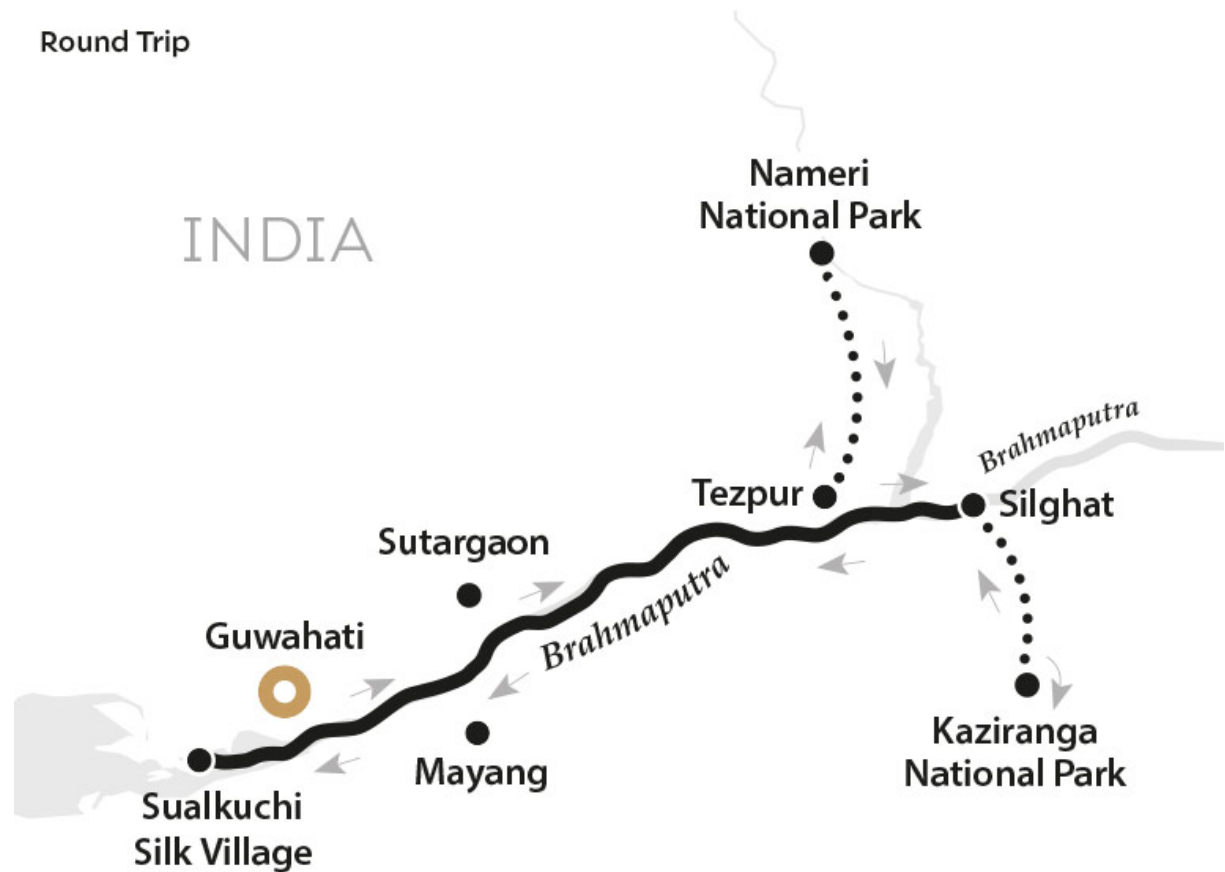 Round Trip
INDIA
Nameri
National Park
Brahmaputra
Tezpur
Silghat
Sutargaon
Brahmaputra
Guwahati
Mayang
Kaziranga
National Park
Sualkuchi
Silk Village